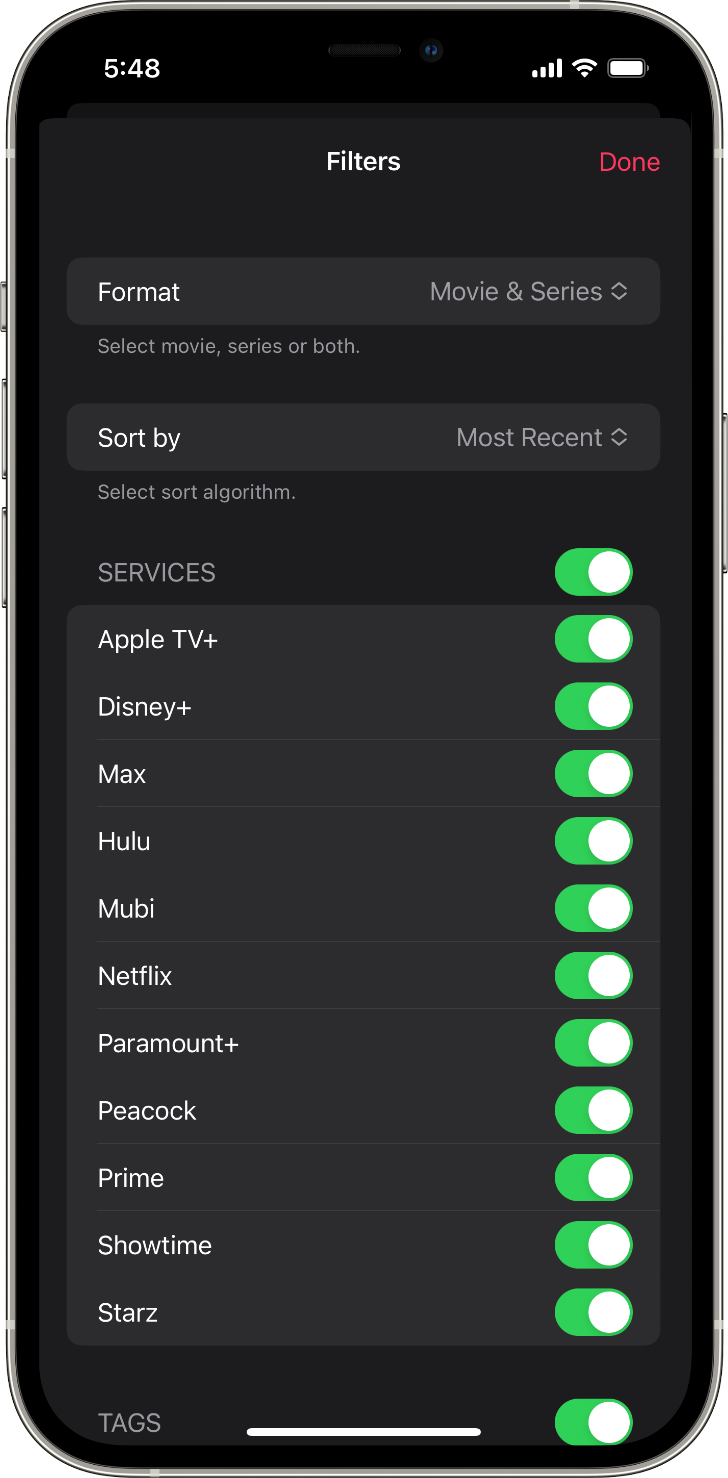 5:48
Filters
Done
Format
Movie & Series
Select movie, series or both.
Sort by
Most Recent
Select sort algorithm.
SERVICES
Apple TV+
Disney+
Max
Hulu
Mubi
Netflix
Paramount+
Peacock
Prime
Showtime
Starz
TAGS